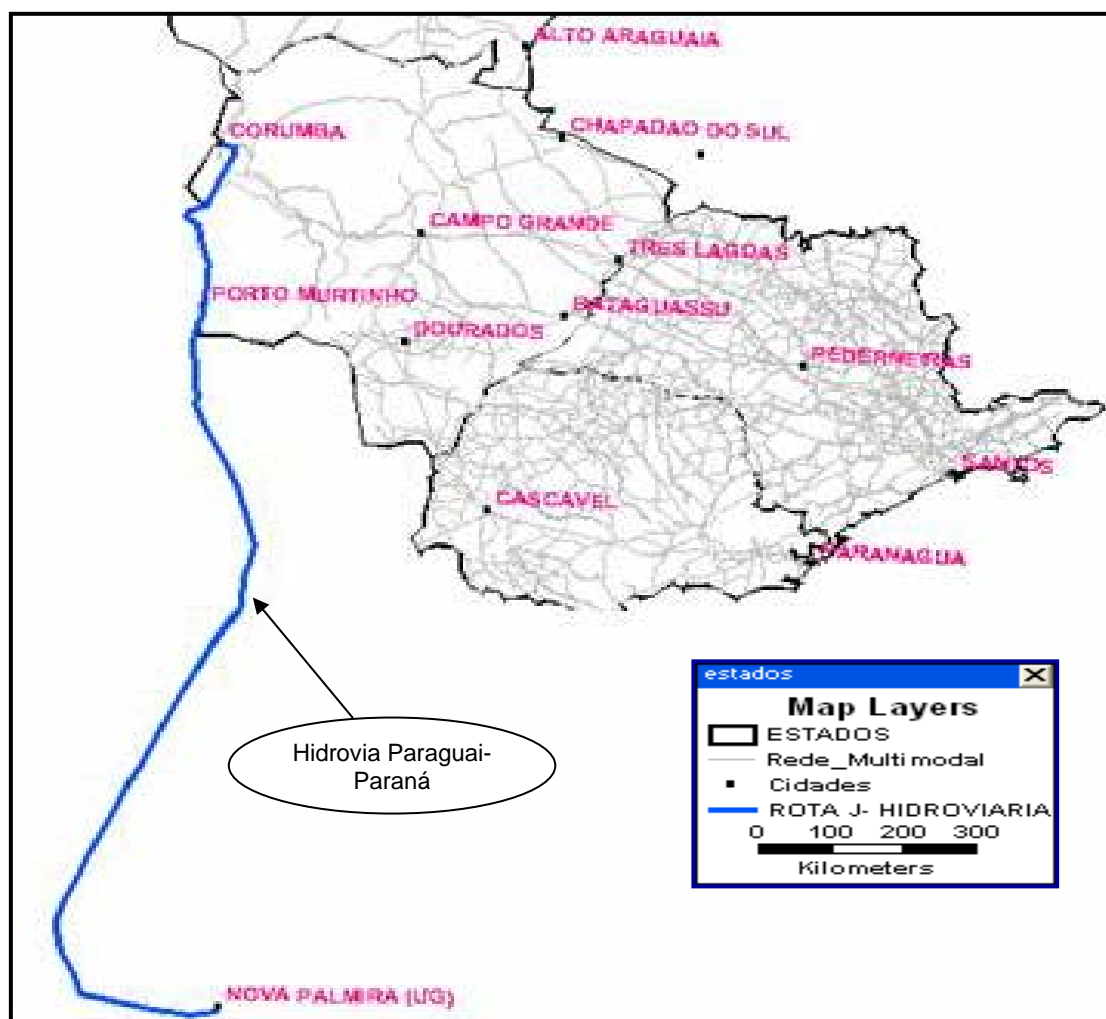 ALTO ARAGUAIA
CORUMBA
CHAPADAO DO SUL
CAMPO GRANDE
TRES LAGOAS
PORTO MURTINHO
BATAGUASSU
DOURADOS
PEDERNEIRAS
SANTOS
CASCAVEL
PARANAGUA
Hidrovia Paraguai-
Paraná
estados
Map Layers
ESTADOS
Rede_Multimodal
Cidades
ROTA J- HIDROVIARIA
0 100 200 300
Kilometers
NOVA PALMIRA (UG)